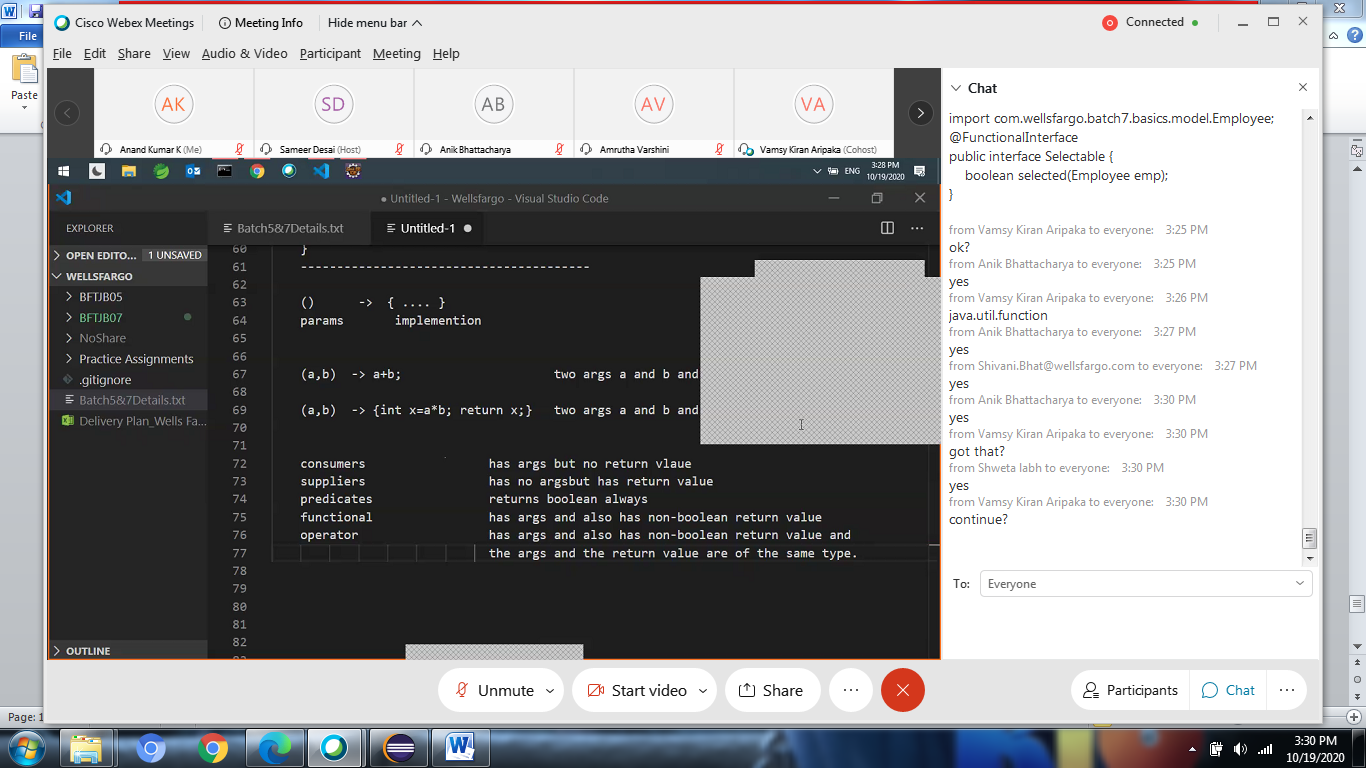 File
Paste
Cisco Webex Meetings
Meeting Info
Hide menu bar
Connected
File Edit Share View Audio & Video Participant Meeting Help
AK
SD
AB
AV
VA
Anand Kumar K (Me)
Sameer Desai (Host)
Anik Bhattacharya
Amrutha Varshini
Vamsy Kiran Aripaka (Cohost)
ENG
3:28 PM
10/19/2020
● Untitled-1 - Wellsfargo - Visual Studio Code
EXPLORER
Batch5&7Details.txt
Untitled-1
OPEN EDITO...
1 UNSAVED
WELLSFARGO
BFTJB05
BFTJB07
NoShare
Practice Assignments
.gitignore
Batch5&7Details.txt
Delivery Plan_Wells Fa...
OUTLINE
60 }
61 ----------------------------------------
62
63 () -> { .... }
64 params implemention
65
66
67 (a,b) -> a+b; two args a and b and
68
69 (a,b) -> {int x=a*b; return x;} two args a and b and
70
71
72 consumers has args but no return vlaue
73 suppliers has no argsbut has return value
74 predicates returns boolean always
75 functional has args and also has non-boolean return value
76 operator has args and also has non-boolean return value and
77 the args and the return value are of the same type.
78
79
80
81
82
Chat
import com.wellsfargo.batch7.basics.model.Employee;
@FunctionalInterface
public interface Selectable {
boolean selected(Employee emp);
}
from Vamsy Kiran Aripaka to everyone: 3:25 PM
ok?
from Anik Bhattacharya to everyone: 3:25 PM
yes
from Vamsy Kiran Aripaka to everyone: 3:26 PM
java.util.function
from Anik Bhattacharya to everyone: 3:27 PM
yes
from Shivani.Bhat@wellsfargo.com to everyone: 3:27 PM
yes
from Anik Bhattacharya to everyone: 3:30 PM
yes
from Vamsy Kiran Aripaka to everyone: 3:30 PM
got that?
from Shweta labh to everyone: 3:30 PM
yes
from Vamsy Kiran Aripaka to everyone: 3:30 PM
continue?
To: Everyone
Unmute
Start video
Share
Participants
Chat
Page: 1
3:30 PM
10/19/2020